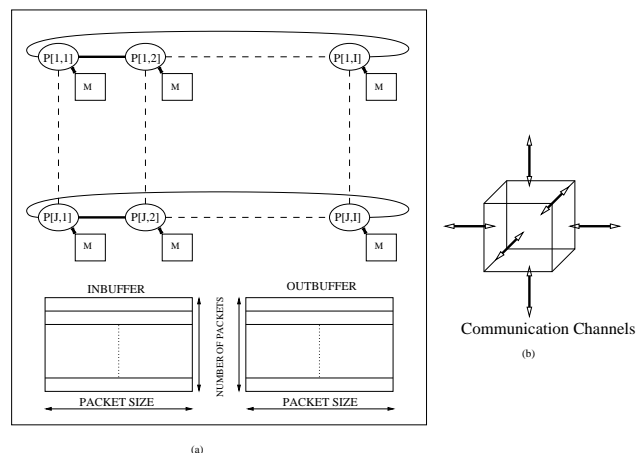 P[1,1] P[1,2] P[1,I]
M M M
P[J,1] P[J,2] P[J,I]
M M M
INBUFFER OUTBUFFER
NUMBER OF PACKETS
PACKET SIZE PACKET SIZE
(a)
Communication Channels
(b)